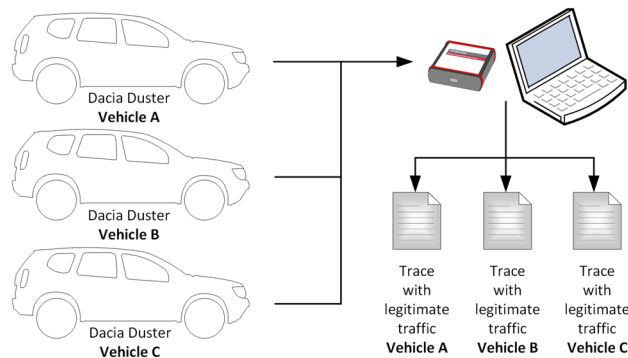 Dacia Duster
Vehicle A
Dacia Duster
Vehicle B
Dacia Duster
Vehicle C
Trace
with
legitimate
traffic
Vehicle A
Trace
with
legitimate
traffic
Vehicle B
Trace
with
legitimate
traffic
Vehicle C